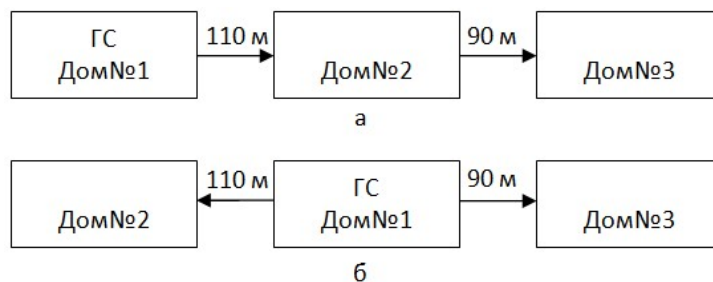 ГС 110 м 90 м
Дом№1 Дом№2 Дом№3
а
110 м ГС 90 м
Дом№2 Дом№1 Дом№3
б